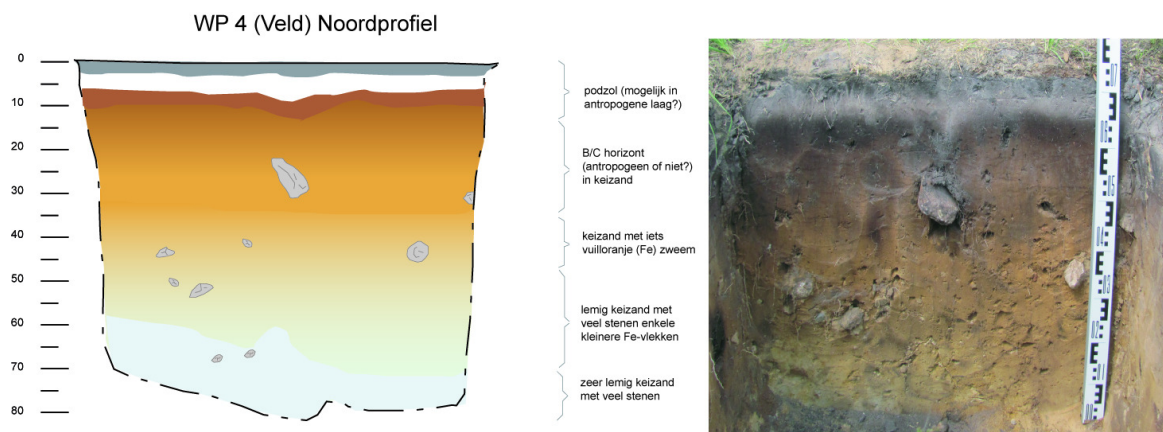 WP 4 (Veld) Noordprofiel
0
10
20
30
40
50
60
70
80
podzol (mogelijk in
antropogene laag?)
B/C horizont
(antropogeen of niet?)
in keizand
keizand met iets
vuilloranje (Fe) zweem
lemig keizand met
veel stenen enkele
kleinere Fe-vlekken
zeer lemig keizand
met veel stenen